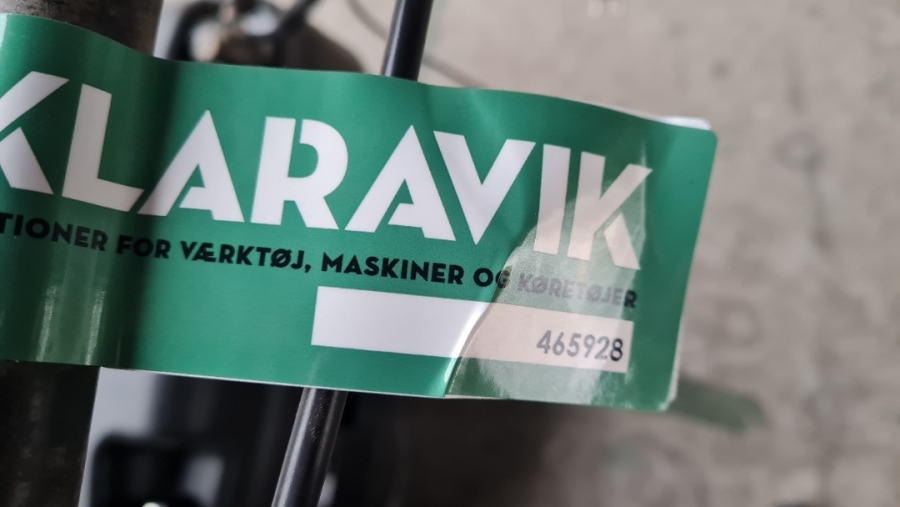 KLARAVIK
TIONER FOR VÆRKTØJ, MASKINER OG KØRETØJER
465928